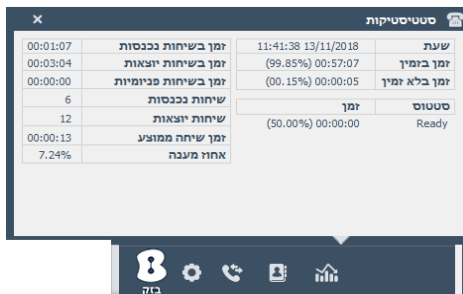 סטטיסטיקות
שעת 11:41:38 13/11/2018
זמן בזמין 00:57:07 (99.85%)
זמן בלא זמין 00:00:05 (00.15%)
סטטוס זמן
Ready 00:00:00 (50.00%)
זמן בשיחות נכנסות 00:01:07
זמן בשיחות יוצאות 00:03:04
זמן בשיחות פנימיות 00:00:00
שיחות נכנסות 6
שיחות יוצאות 12
זמן שיחה ממוצע 00:00:13
אחוז מענה 7.24%
בזק